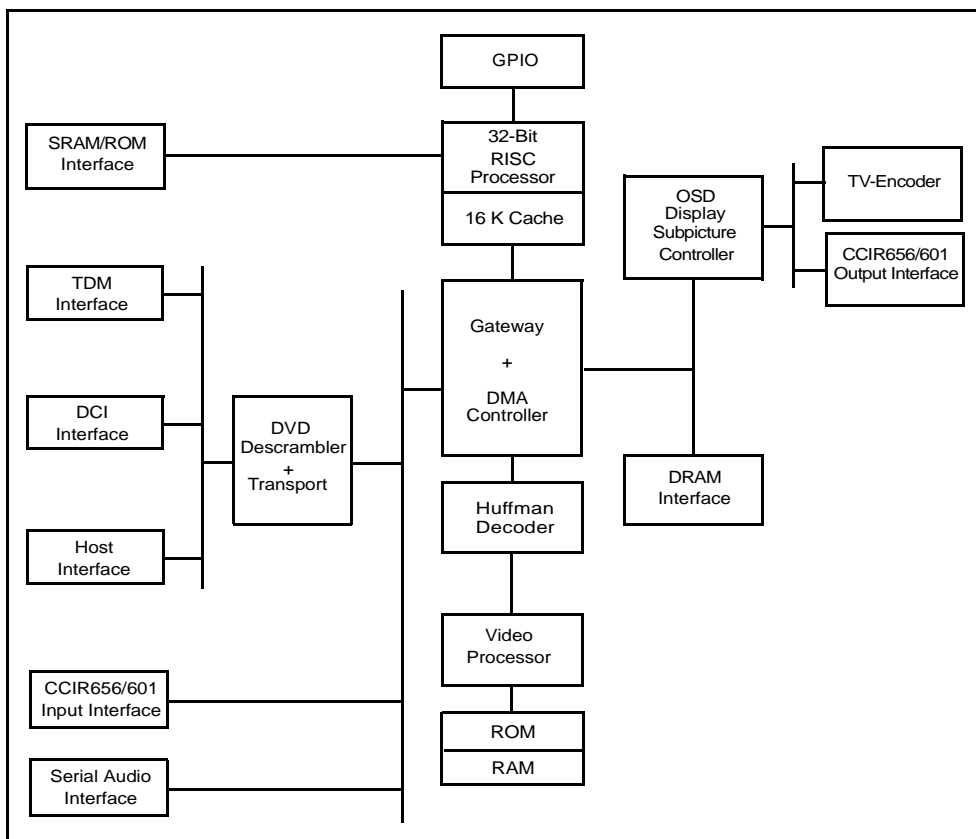 GPIO
SRAM/ROM
Interface
32-Bit
RISC
Processor
16 K Cache
OSD
Display
Subpicture
Controller
TV-Encoder
CCIR656/601
Output Interface
TDM
Interface
Gateway
+
DMA
Controller
DCI
Interface
DVD
Descrambler
+
Transport
DRAM
Interface
Huffman
Decoder
Host
Interface
Video
Processor
CCIR656/601
Input Interface
ROM
RAM
Serial Audio
Interface